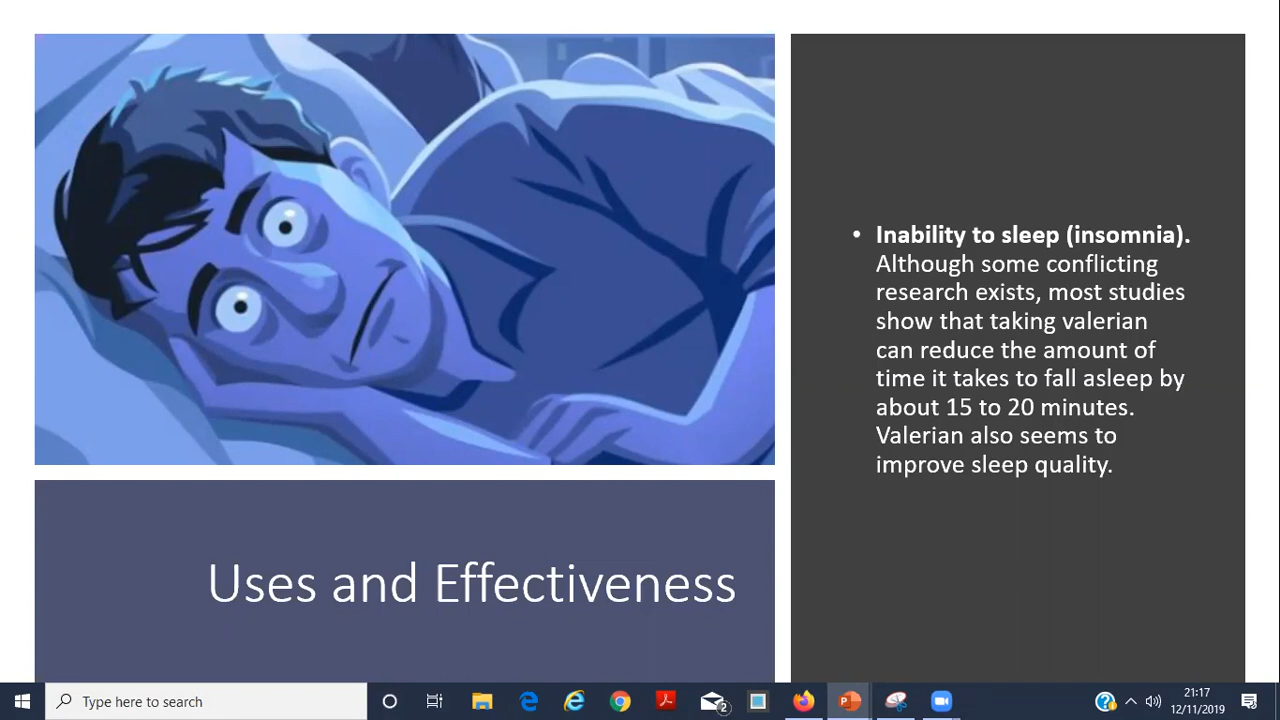 • Inability to sleep (insomnia).
Although some conflicting
research exists, most studies
show that taking valerian
can reduce the amount of
time it takes to fall asleep by
about 15 to 20 minutes.
Valerian also seems to
improve sleep quality.
Uses and Effectiveness
Type here to search
2
21:17
12/11/2019